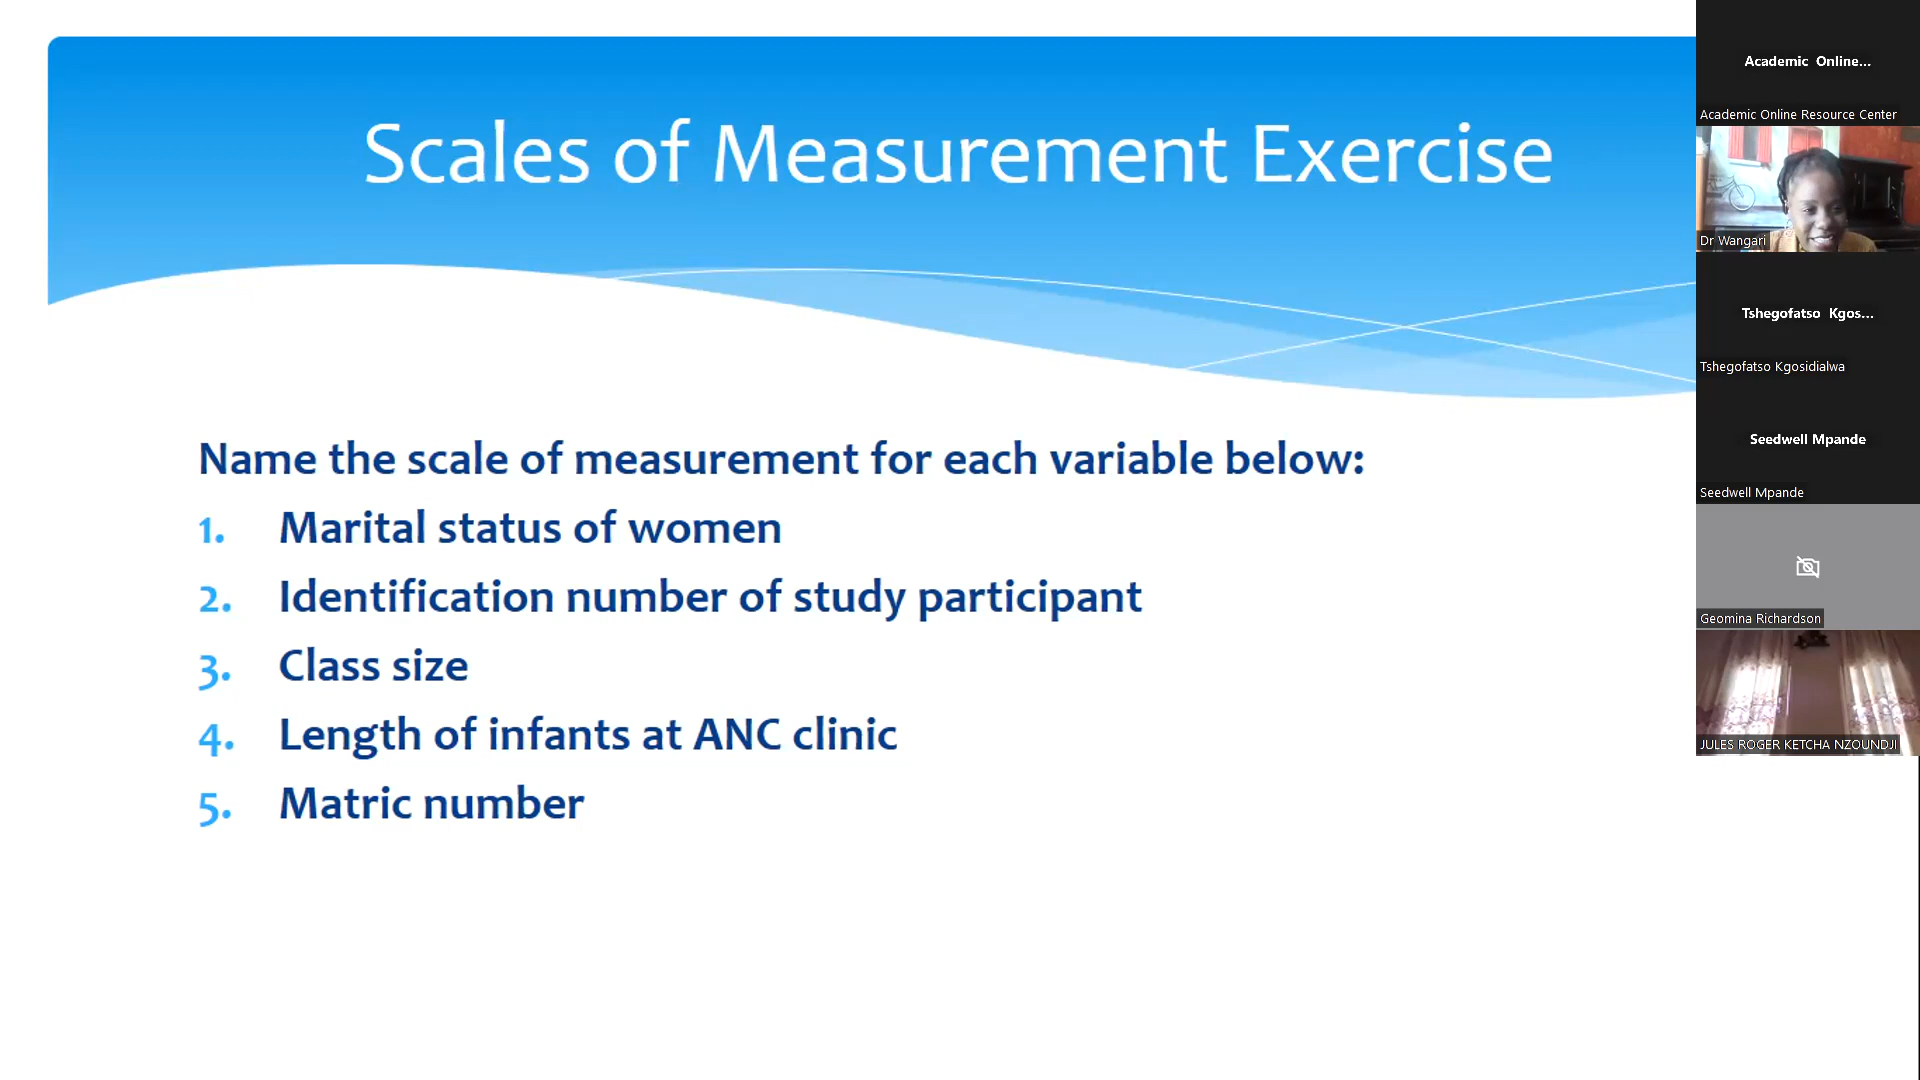 Scales of Measurement Exercise
Name the scale of measurement for each variable below:
1. Marital status of women
2. Identification number of study participant
3. Class size
4. Length of infants at ANC clinic
5. Matric number
Academic Online...
Academic Online Resource Center
Dr Wangari
Tshegofatso Kgos...
Tshegofatso Kgosidialwa
Seedwell Mpande
Seedwell Mpande
Geomina Richardson
JULES ROGER KETCHA NZOUNDJI